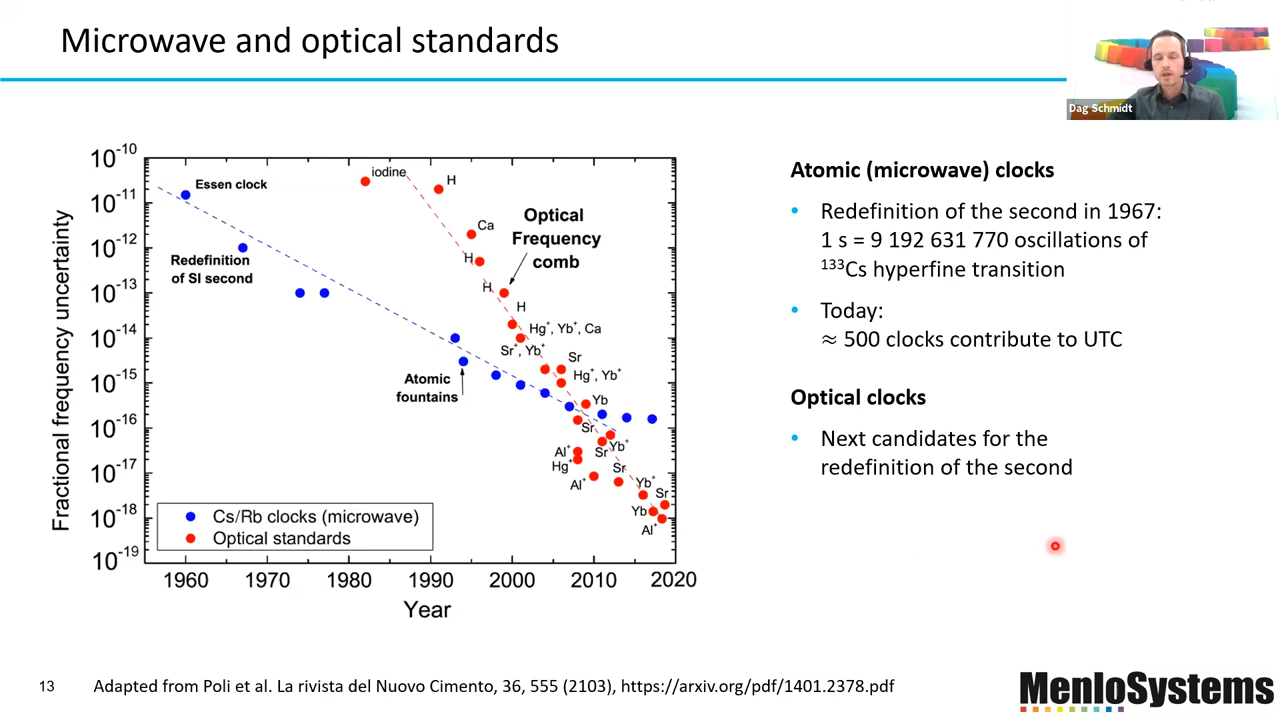 Microwave and optical standards
Dag Schmidt
10⁻¹⁰
10⁻¹¹
10⁻¹²
10⁻¹³
10⁻¹⁴
10⁻¹⁵
10⁻¹⁶
10⁻¹⁷
10⁻¹⁸
10⁻¹⁹
Fractional frequency uncertainty
Essen clock
Redefinition
of SI second
Atomic
fountains
iodine
H
Ca
H
H
H
Optical
Frequency
comb
Hg⁺, Yb⁺, Ca
Sr⁺, Yb⁺
Sr
Hg⁺, Yb⁺
Yb
Sr
Yb⁺
Sr
Al⁺
Hg⁺
Al⁺
Sr
Yb⁺
Sr
Yb
Al⁺
Cs/Rb clocks (microwave)
Optical standards
1960 1970 1980 1990 2000 2010 2020
Year
Atomic (microwave) clocks
• Redefinition of the second in 1967:
1 s = 9 192 631 770 oscillations of
¹³³Cs hyperfine transition
• Today:
≈ 500 clocks contribute to UTC
Optical clocks
• Next candidates for the
redefinition of the second
13 Adapted from Poli et al. La rivista del Nuovo Cimento, 36, 555 (2103), https://arxiv.org/pdf/1401.2378.pdf
MenloSystems